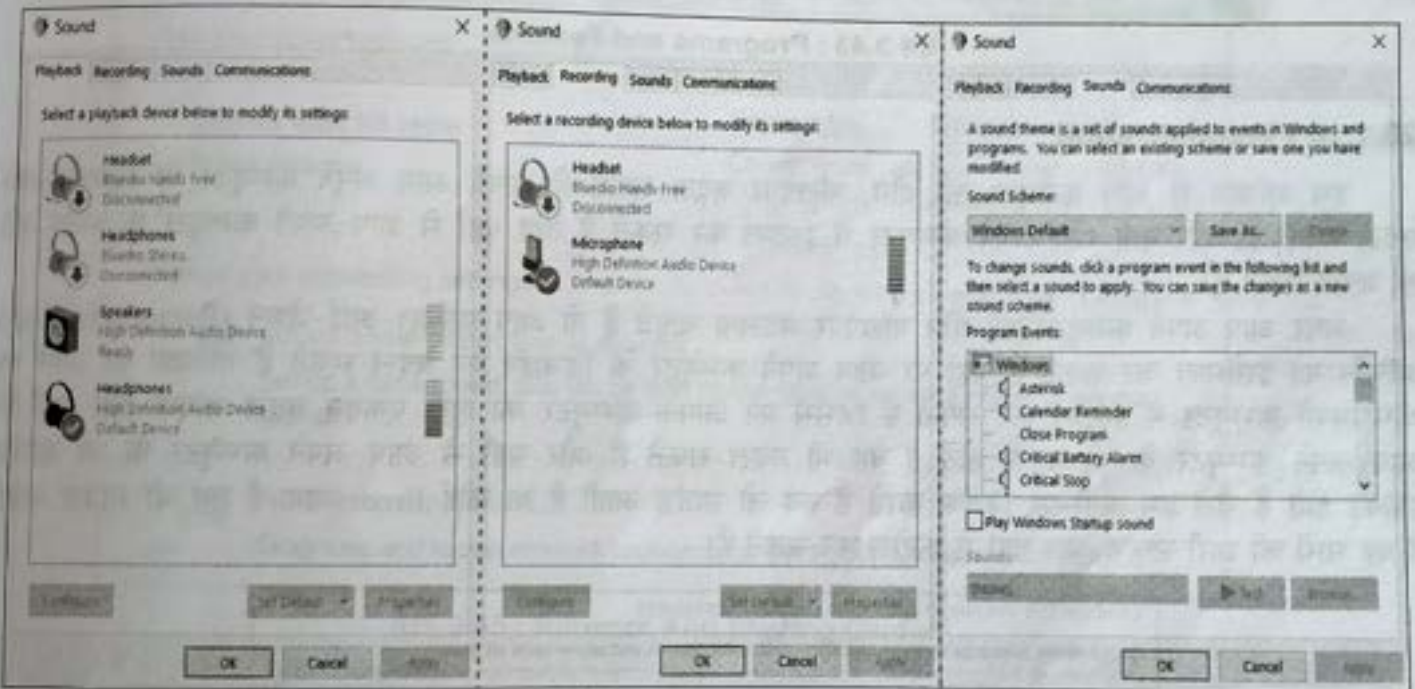 Sound
Playback Recording Sounds Communications
Select a playback device below to modify its settings:
Headset
Bluedio Hands Free
Disconnected
Headphones
Bluedio Stereo
Disconnected
Speakers
High Definition Audio Device
Ready
Headphones
High Definition Audio Device
Default Device
Configure Set Default Properties
OK Cancel Apply
Sound
Playback Recording Sounds Communications
Select a recording device below to modify its settings:
Headset
Bluedio Hands Free
Disconnected
Microphone
High Definition Audio Device
Default Device
Configure Set Default Properties
OK Cancel Apply
Sound
Playback Recording Sounds Communications
A sound theme is a set of sounds applied to events in Windows and
programs. You can select an existing scheme or save one you have
modified.
Sound Scheme:
Windows Default Save As... Delete
To change sounds, click a program event in the following list and
then select a sound to apply. You can save the changes as a new
sound scheme.
Program Events:
Windows
Asterisk
Calendar Reminder
Close Program
Critical Battery Alarm
Critical Stop
Play Windows Startup sound
Sounds:
(None) Test Browse...
OK Cancel Apply